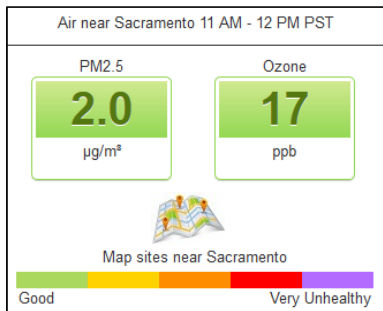 Air near Sacramento 11 AM - 12 PM PST
PM2.5 Ozone
2.0 17
µg/m³ ppb
Map sites near Sacramento
Good Very Unhealthy